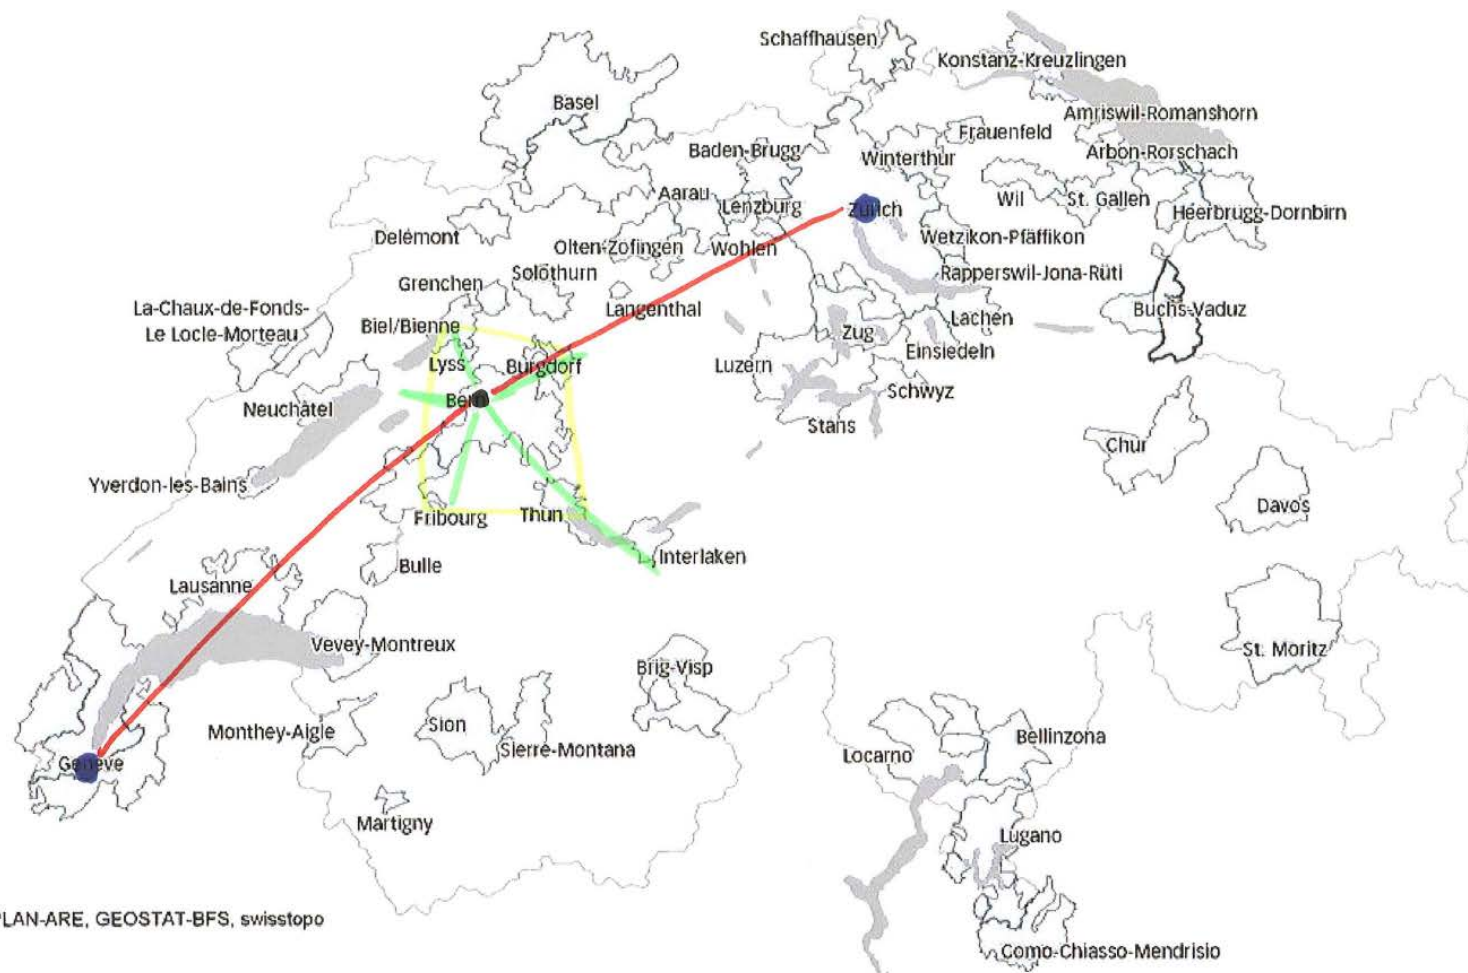 Schaffhausen
Konstanz-Kreuzlingen
Basel
Amriswil-Romanshorn
Frauenfeld
Baden-Brugg
Winterthur
Arbon-Rorschach
Aarau
Lenzburg
Zürich
Wil
St. Gallen
Heerbrugg-Dornbirn
Delémont
Olten-Zofingen
Wohlen
Wetzikon-Pfäffikon
Solothurn
Rapperswil-Jona-Rüti
Grenchen
La-Chaux-de-Fonds-
Le Locle-Morteau
Langenthal
Buchs-Vaduz
Biel/Bienne
Zug
Lachen
Lyss
Burgdorf
Luzern
Einsiedeln
Schwyz
Bern
Neuchâtel
Stans
Chur
Yverdon-les-Bains
Fribourg
Thun
Davos
Interlaken
Bulle
Lausanne
Vevey-Montreux
St. Moritz
Brig-Visp
Monthey-Aigle
Sion
Sierre-Montana
Bellinzona
Locarno
Genève
Martigny
Lugano
PLAN-ARE, GEOSTAT-BFS, swisstopo
Como-Chiasso-Mendrisio